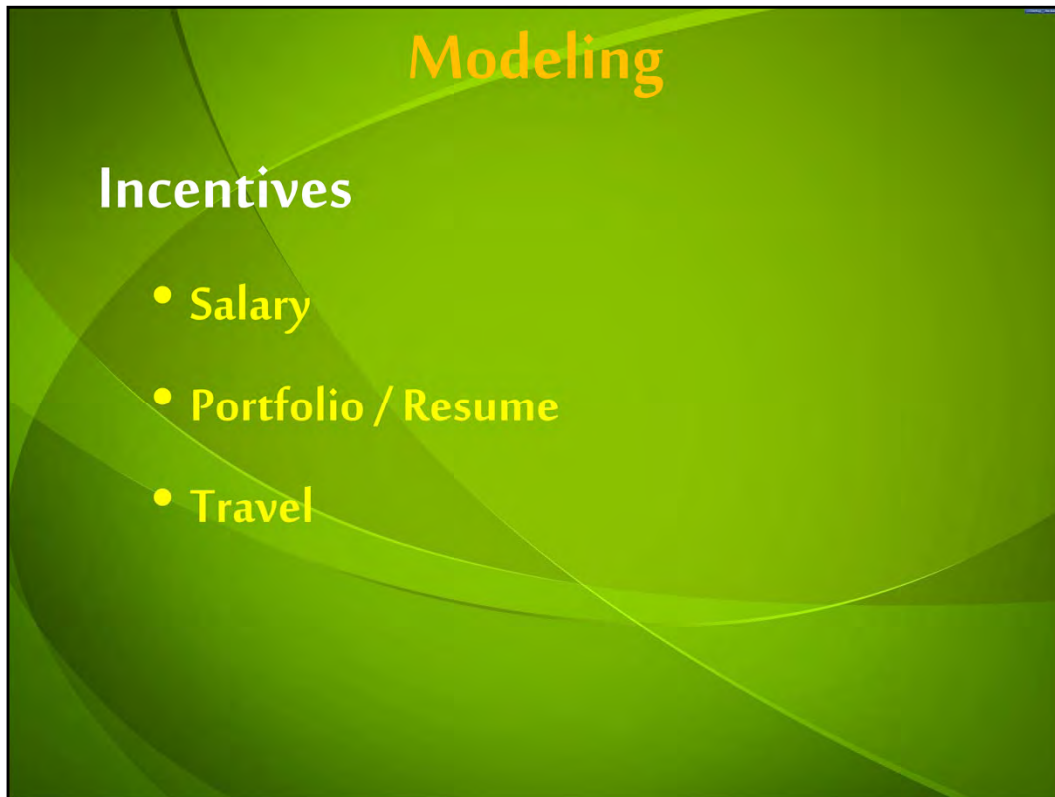 Modeling
Incentives
• Salary
• Portfolio / Resume
• Travel